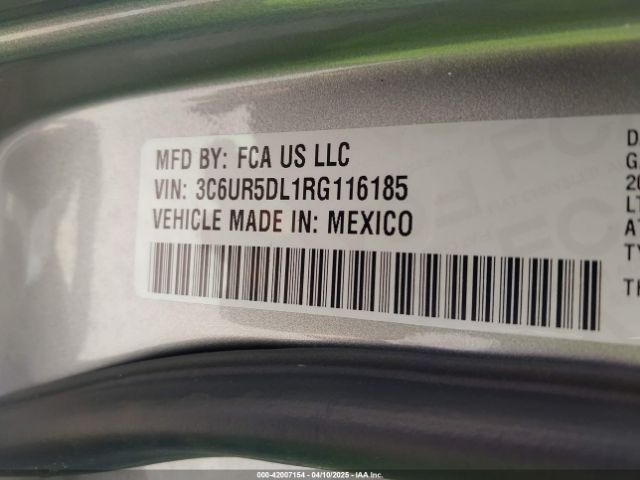 MFD BY: FCA US LLC
VIN: 3C6UR5DL1RG116185
VEHICLE MADE IN: MEXICO
000-42007154 - 04/10/2025 - IAA Inc.